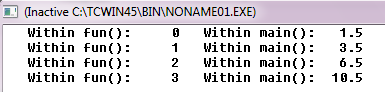 (Inactive C:\TCWIN45\BIN\NONAME01.EXE)
Within fun(): 0 Within main(): 1.5
Within fun(): 1 Within main(): 3.5
Within fun(): 2 Within main(): 6.5
Within fun(): 3 Within main(): 10.5